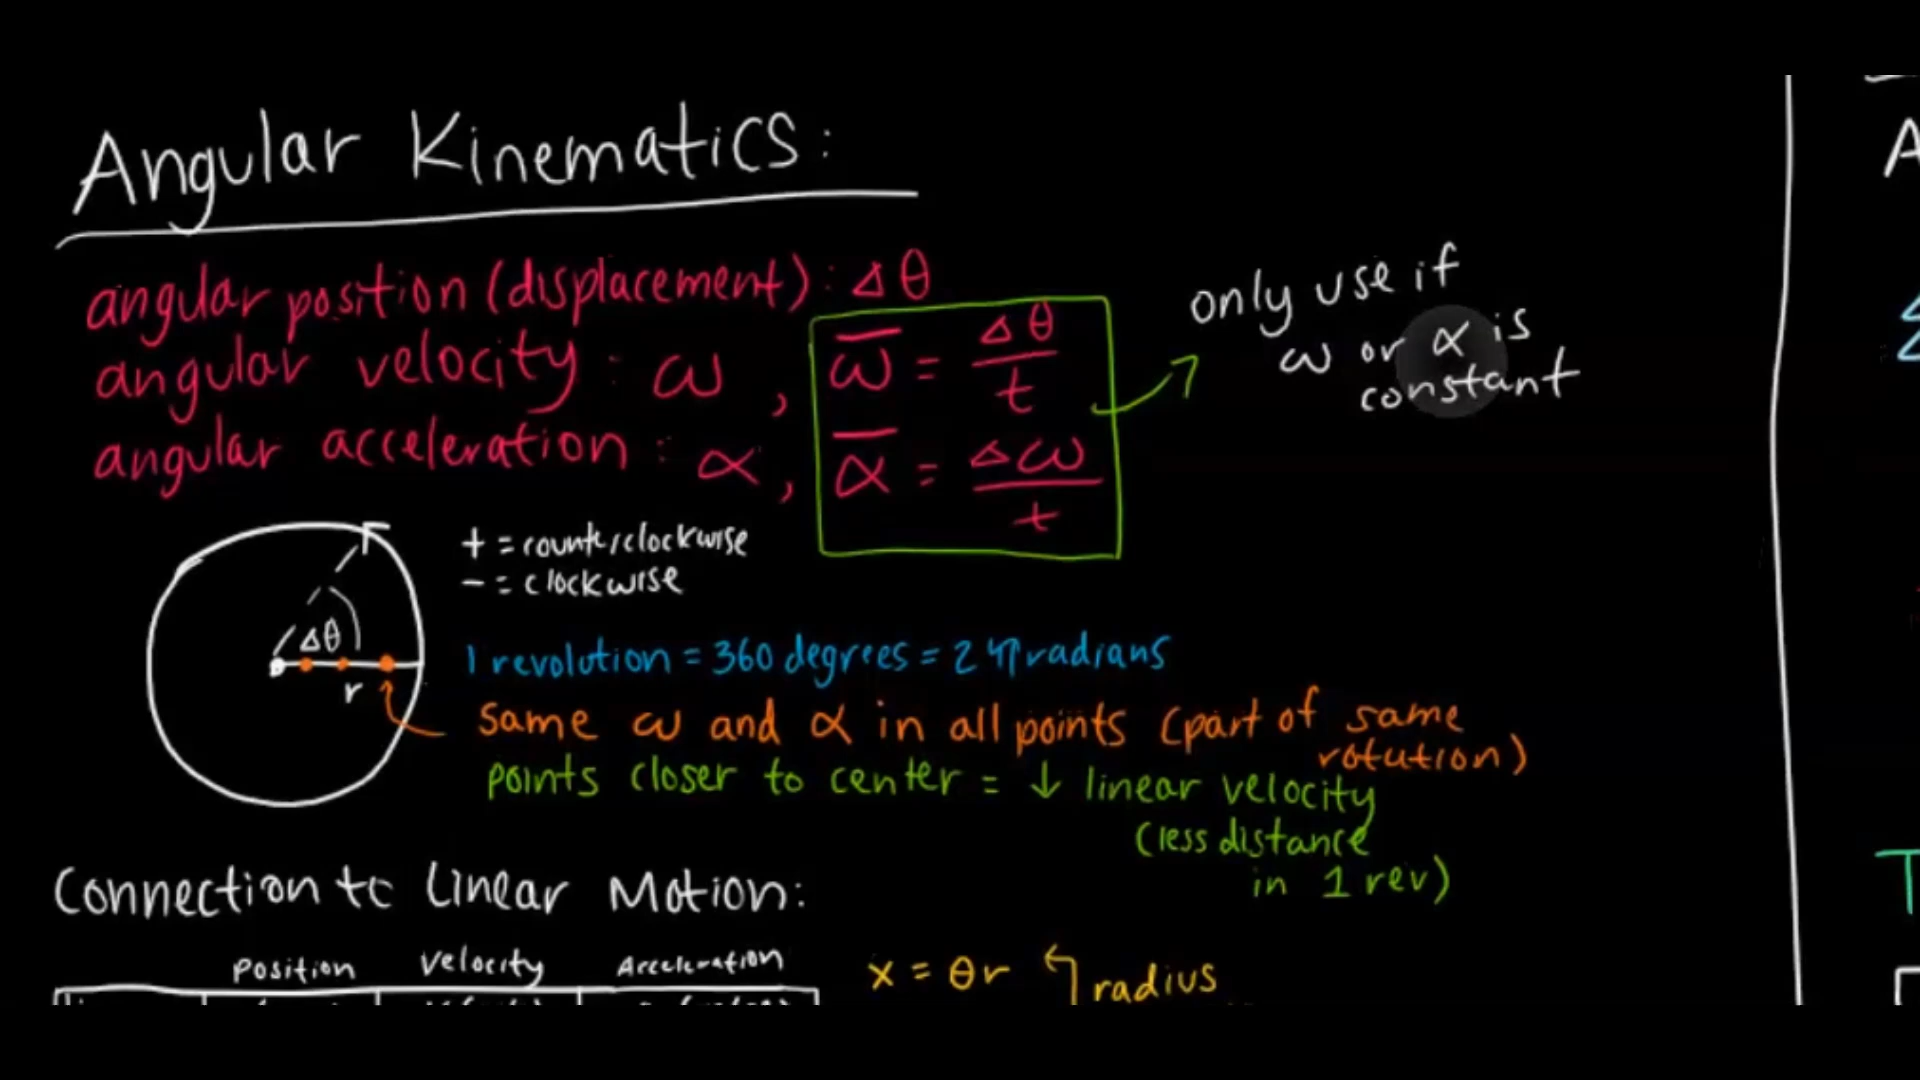 Angular Kinematics:
angular position (displacement): Δθ
angular velocity: ω, ω̅ = Δθ/t
angular acceleration: α, α̅ = Δω/t
only use if
ω or α is
constant
+ = counterclockwise
- = clockwise
Δθ
r
1 revolution = 360 degrees = 2π radians
same ω and α in all points (part of same
rotution)
points closer to center = ↓ linear velocity
(less distance
in 1 rev)
Connection to Linear Motion:
Position Velocity Acceleration
x = θr
radius